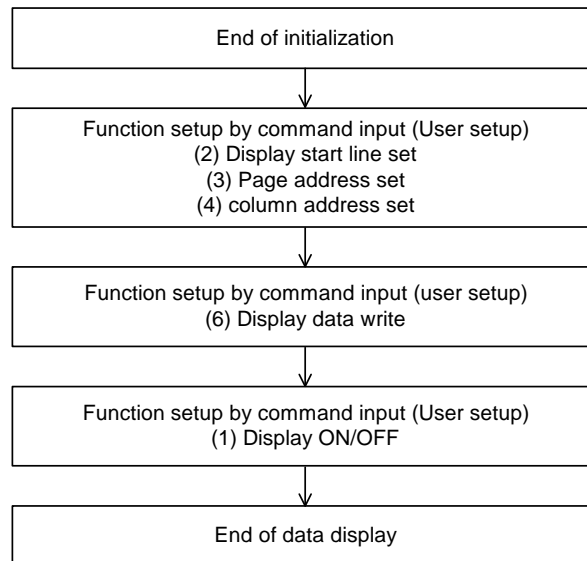 End of initialization
Function setup by command input (User setup)
(2) Display start line set
(3) Page address set
(4) column address set
Function setup by command input (user setup)
(6) Display data write
Function setup by command input (User setup)
(1) Display ON/OFF
End of data display